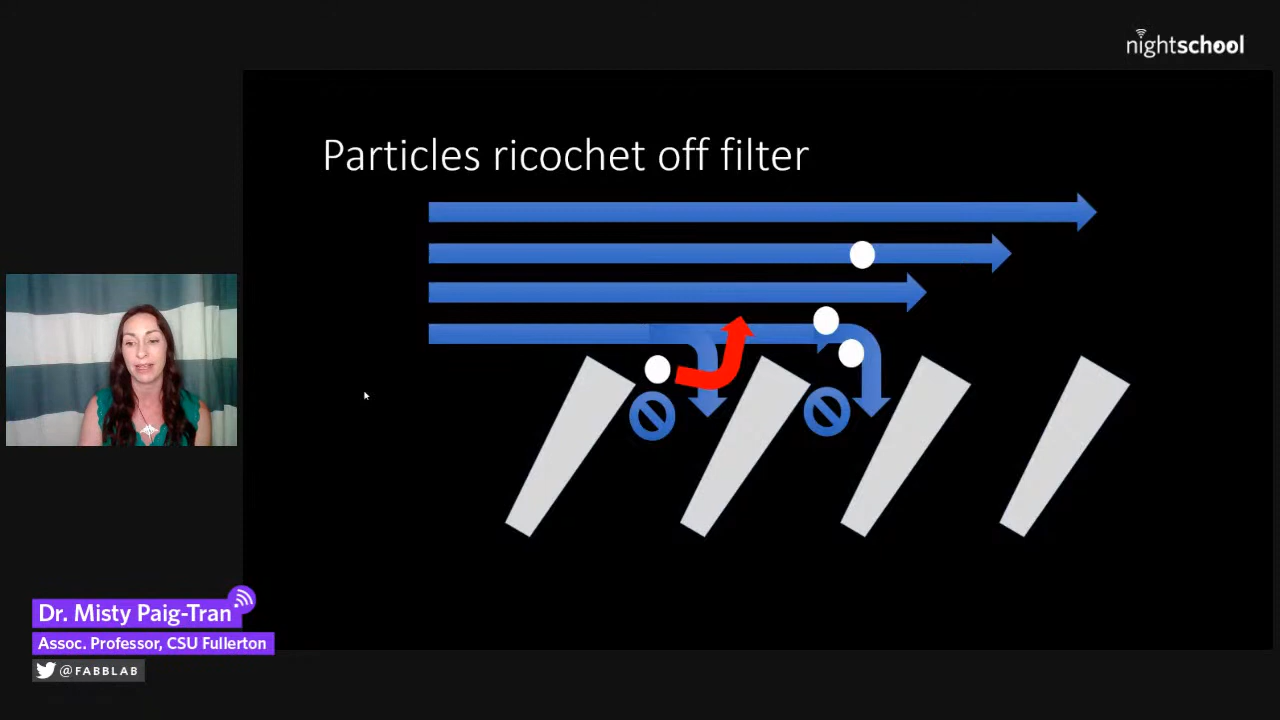 nightschool
Particles ricochet off filter
Dr. Misty Paig-Tran
Assoc. Professor, CSU Fullerton
@FABBLAB